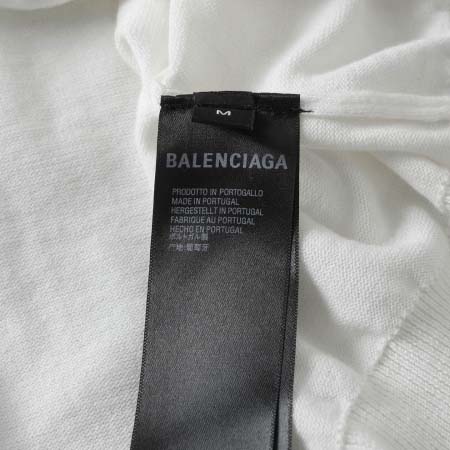 M
BALENCIAGA
PRODOTTO IN PORTOGALLO
MADE IN PORTUGAL
HERGESTELLT IN PORTUGAL
FABRIQUE AU PORTUGAL
HECHO EN PORTUGAL
ポルトガル製
产地:葡萄牙